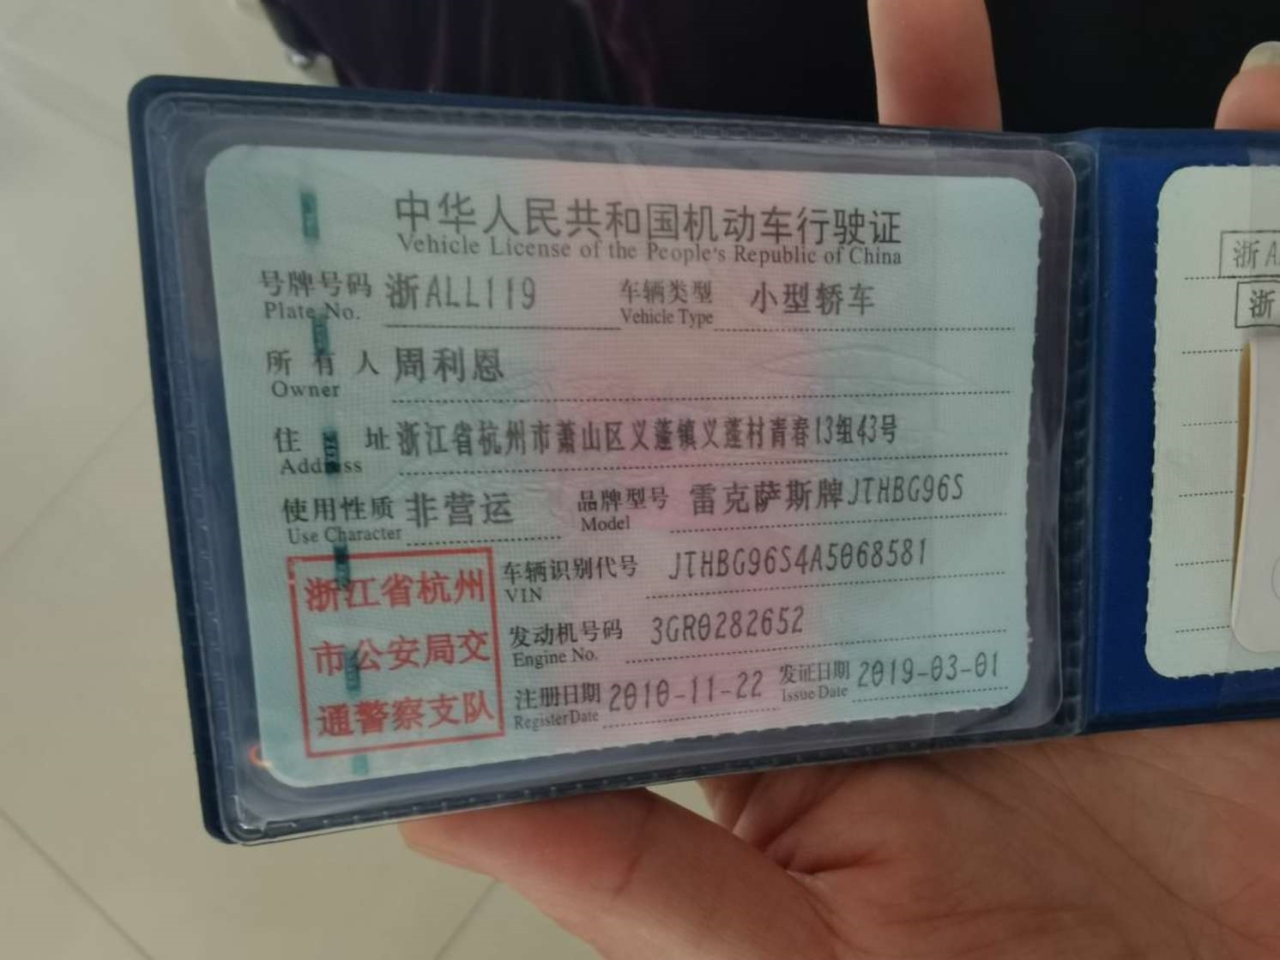 中华人民共和国机动车行驶证
Vehicle License of the People's Republic of China
号牌号码 浙ALL119 车辆类型 小型轿车
Plate No. Vehicle Type
所有人 周利恩
Owner
住址 浙江省杭州市萧山区义蓬镇义蓬村青春13组43号
Address
使用性质 非营运 品牌型号 雷克萨斯牌JTHBG96S
Use Character Model
浙江省杭州
市公安局交
通警察支队
车辆识别代号 JTHBG96S4A5068581
VIN
发动机号码 3GR0282652
Engine No.
注册日期 2010-11-22 发证日期 2019-03-01
Register Date Issue Date
浙A
浙